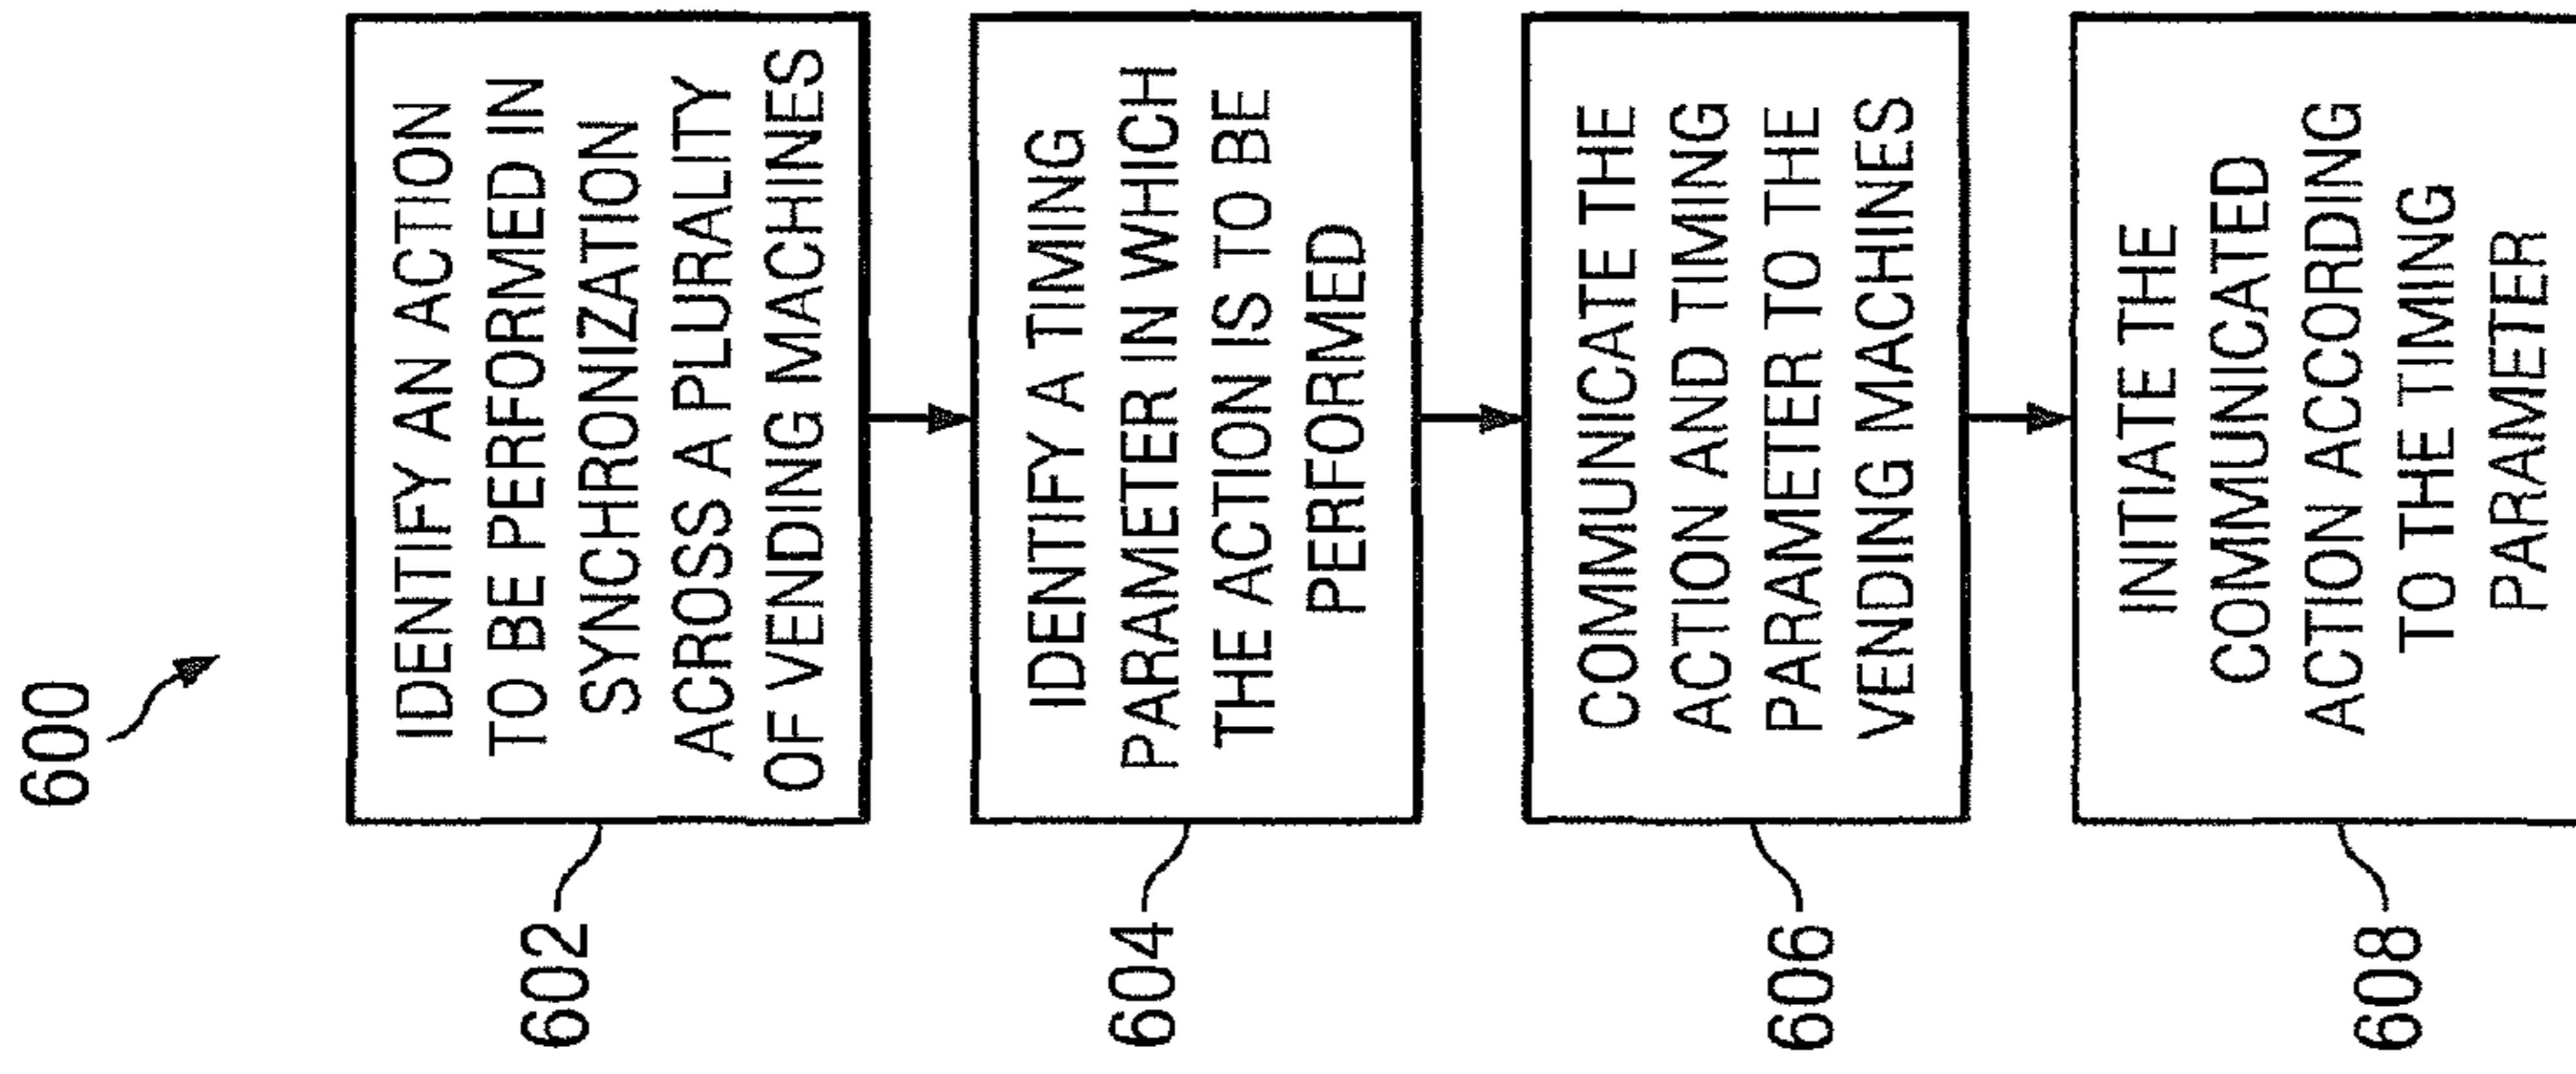 600
602
IDENTIFY AN ACTION
TO BE PERFORMED IN
SYNCHRONIZATION
ACROSS A PLURALITY
OF VENDING MACHINES
604
IDENTIFY A TIMING
PARAMETER IN WHICH
THE ACTION IS TO BE
PERFORMED
606
COMMUNICATE THE
ACTION AND TIMING
PARAMETER TO THE
VENDING MACHINES
608
INITIATE THE
COMMUNICATED
ACTION ACCORDING
TO THE TIMING
PARAMETER